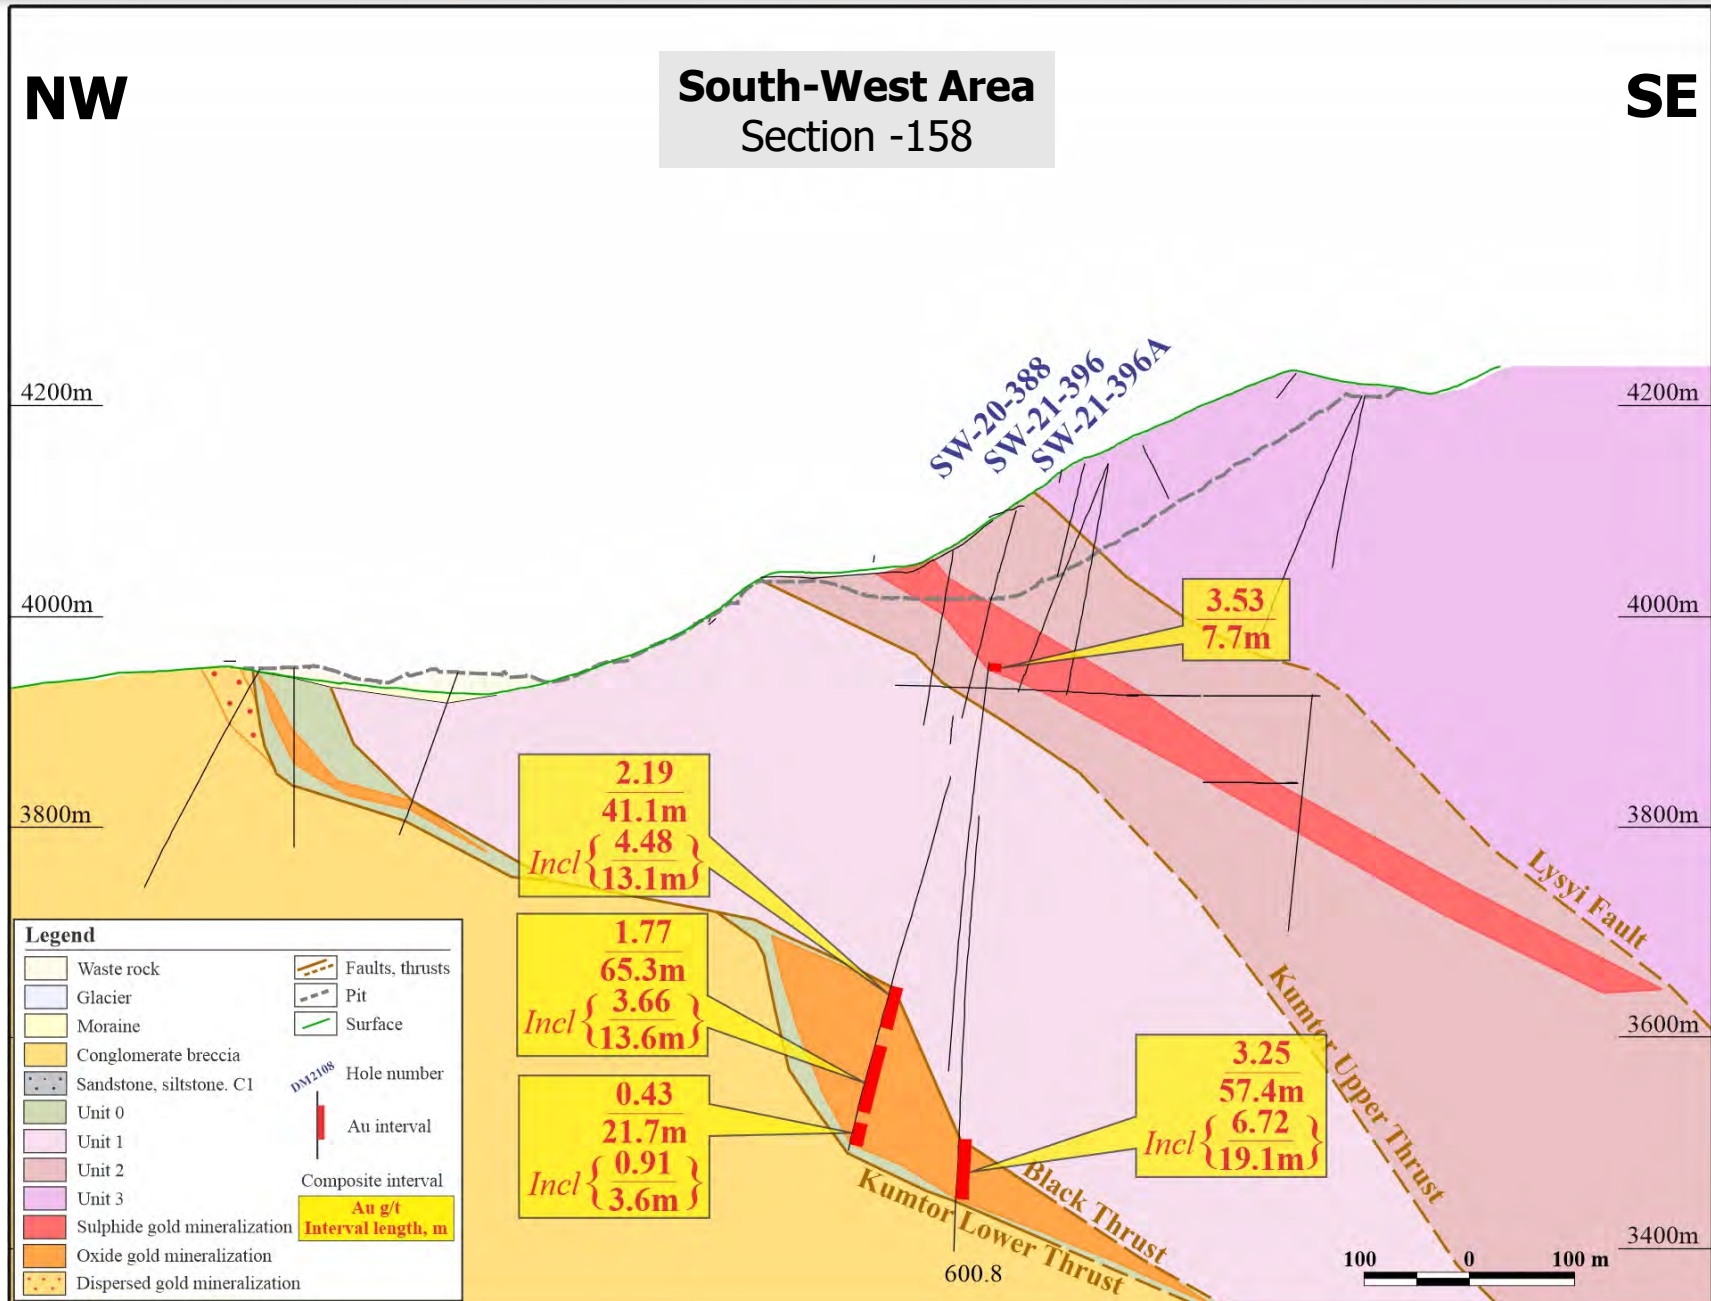 NW
South-West Area
Section -158
SE
SW-20-388
SW-21-396
SW-21-396A
4200m
4200m
4000m
4000m
3800m
3800m
3600m
3400m
3.53
7.7m
2.19
41.1m
Incl { 4.48
13.1m }
1.77
65.3m
Incl { 3.66
13.6m }
0.43
21.7m
Incl { 0.91
3.6m }
3.25
57.4m
Incl { 6.72
19.1m }
Lysyi Fault
Kumtor Upper Thrust
Black Thrust
Kumtor Lower Thrust
600.8
100 0 100 m
Legend
Waste rock
Glacier
Moraine
Conglomerate breccia
Sandstone, siltstone. C1
Unit 0
Unit 1
Unit 2
Unit 3
Sulphide gold mineralization
Oxide gold mineralization
Dispersed gold mineralization
Faults, thrusts
Pit
Surface
DM2108 Hole number
Au interval
Composite interval
Au g/t
Interval length, m